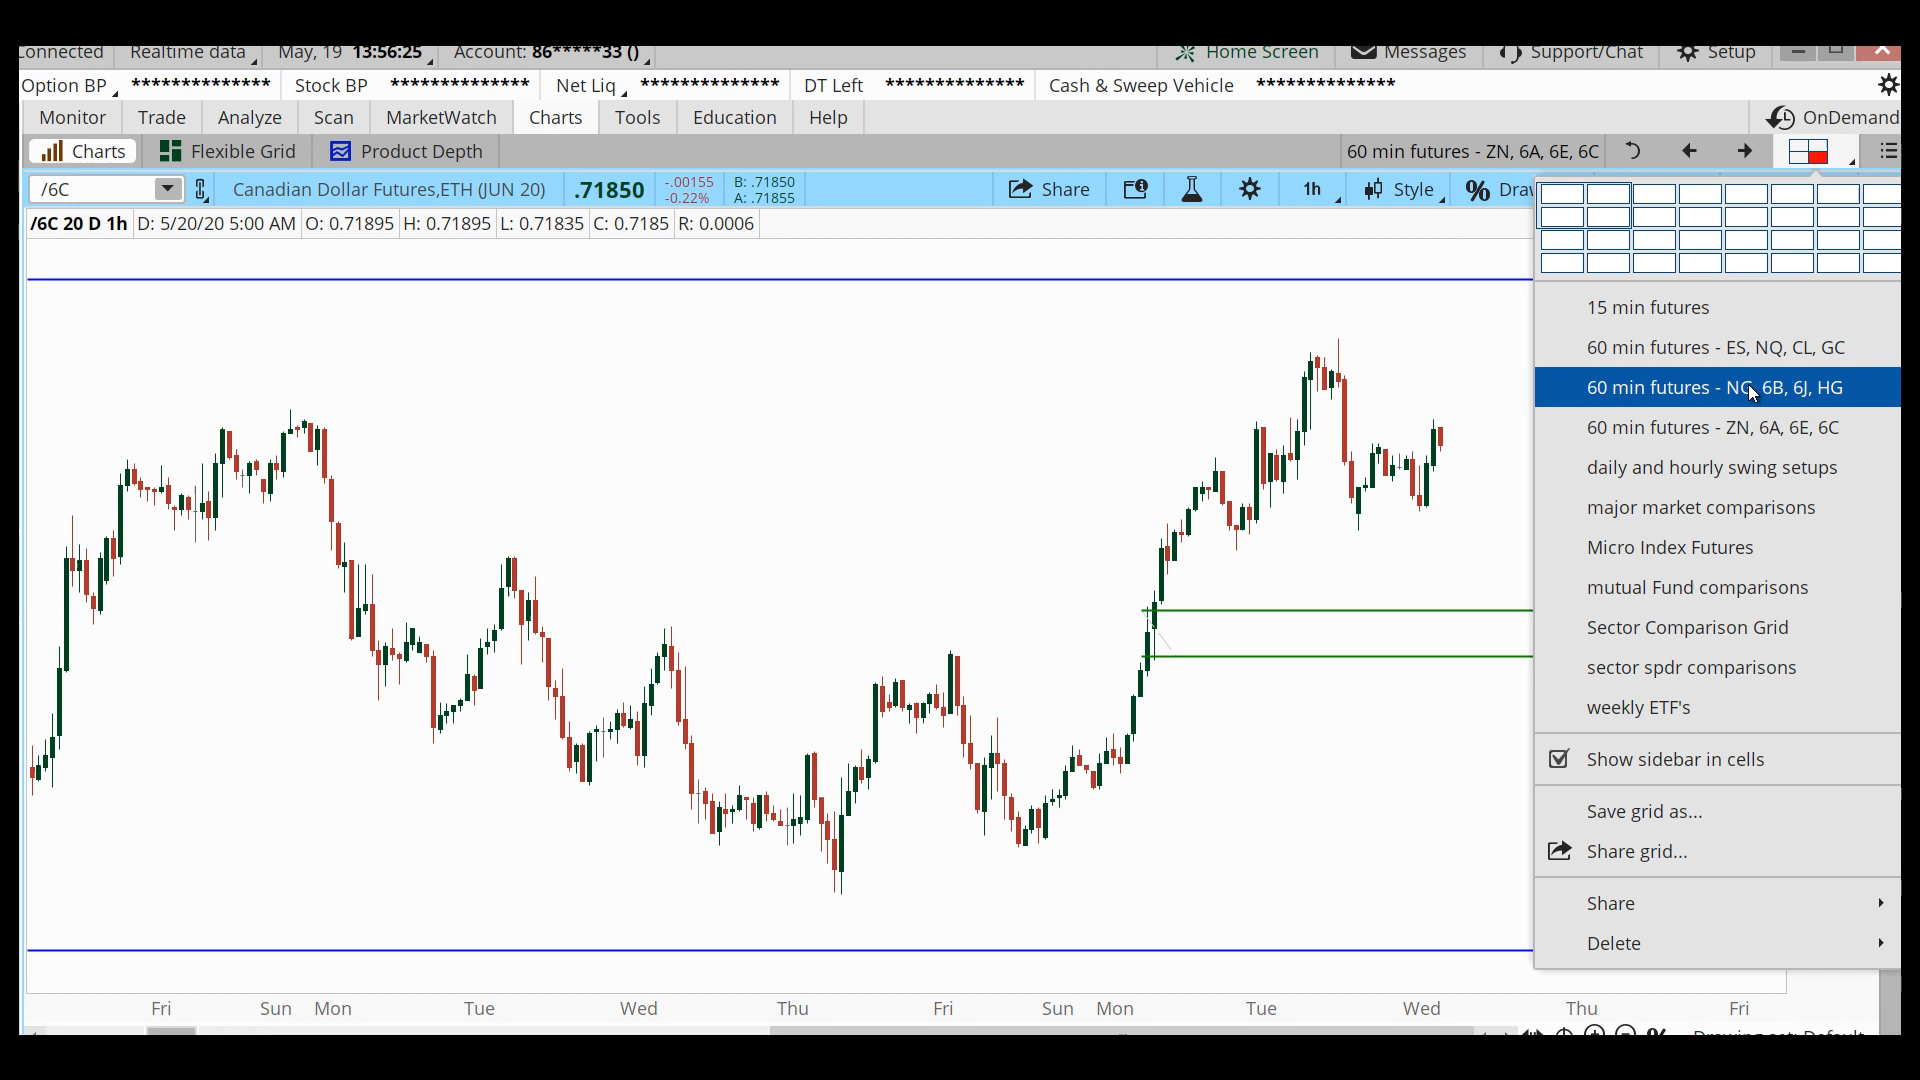 onnected Realtime data May, 19 13:56:25 Account: 86*****33 () Home Screen Messages Support/Chat Setup
Option BP ************** Stock BP ************** Net Liq ************** DT Left ************** Cash & Sweep Vehicle **************
Monitor Trade Analyze Scan MarketWatch Charts Tools Education Help OnDemand
Charts Flexible Grid Product Depth 60 min futures - ZN, 6A, 6E, 6C
/6C Canadian Dollar Futures,ETH (JUN 20) .71850 -.00155 B: .71850 Share 1h Style Draw
-0.22% A: .71855
/6C 20 D 1h D: 5/20/20 5:00 AM O: 0.71895 H: 0.71895 L: 0.71835 C: 0.7185 R: 0.0006
15 min futures
60 min futures - ES, NQ, CL, GC
60 min futures - NG, 6B, 6J, HG
60 min futures - ZN, 6A, 6E, 6C
daily and hourly swing setups
major market comparisons
Micro Index Futures
mutual Fund comparisons
Sector Comparison Grid
sector spdr comparisons
weekly ETF's
Show sidebar in cells
Save grid as...
Share grid...
Share
Delete
Fri Sun Mon Tue Wed Thu Fri Sun Mon Tue Wed Thu Fri
Drawing set: Default